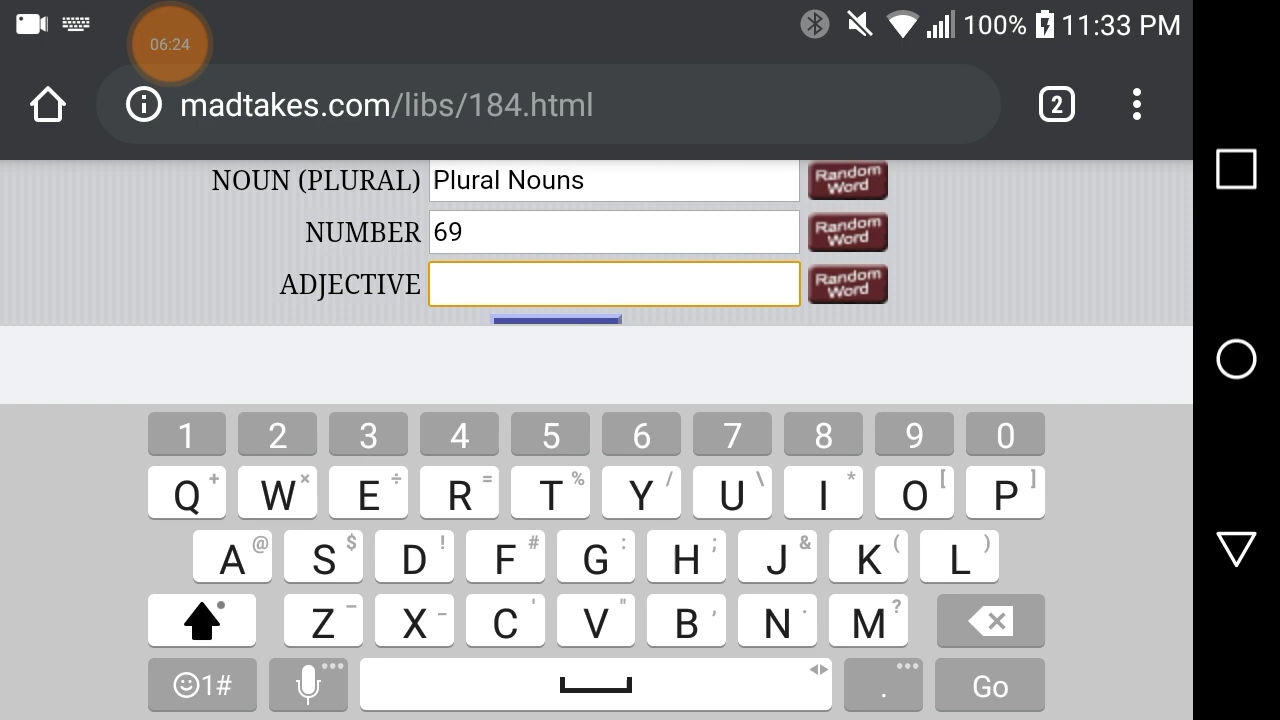 06:24
100% 11:33 PM
madtakes.com/libs/184.html
2
NOUN (PLURAL) Plural Nouns Random Word
NUMBER 69 Random Word
ADJECTIVE Random Word
1 2 3 4 5 6 7 8 9 0
Q + W × E ÷ R = T % Y / U \ I * O [ P ]
A @ S $ D ! F # G : H ; J & K ( L )
Z – X - C ' V " B , N . M ?
1# . Go